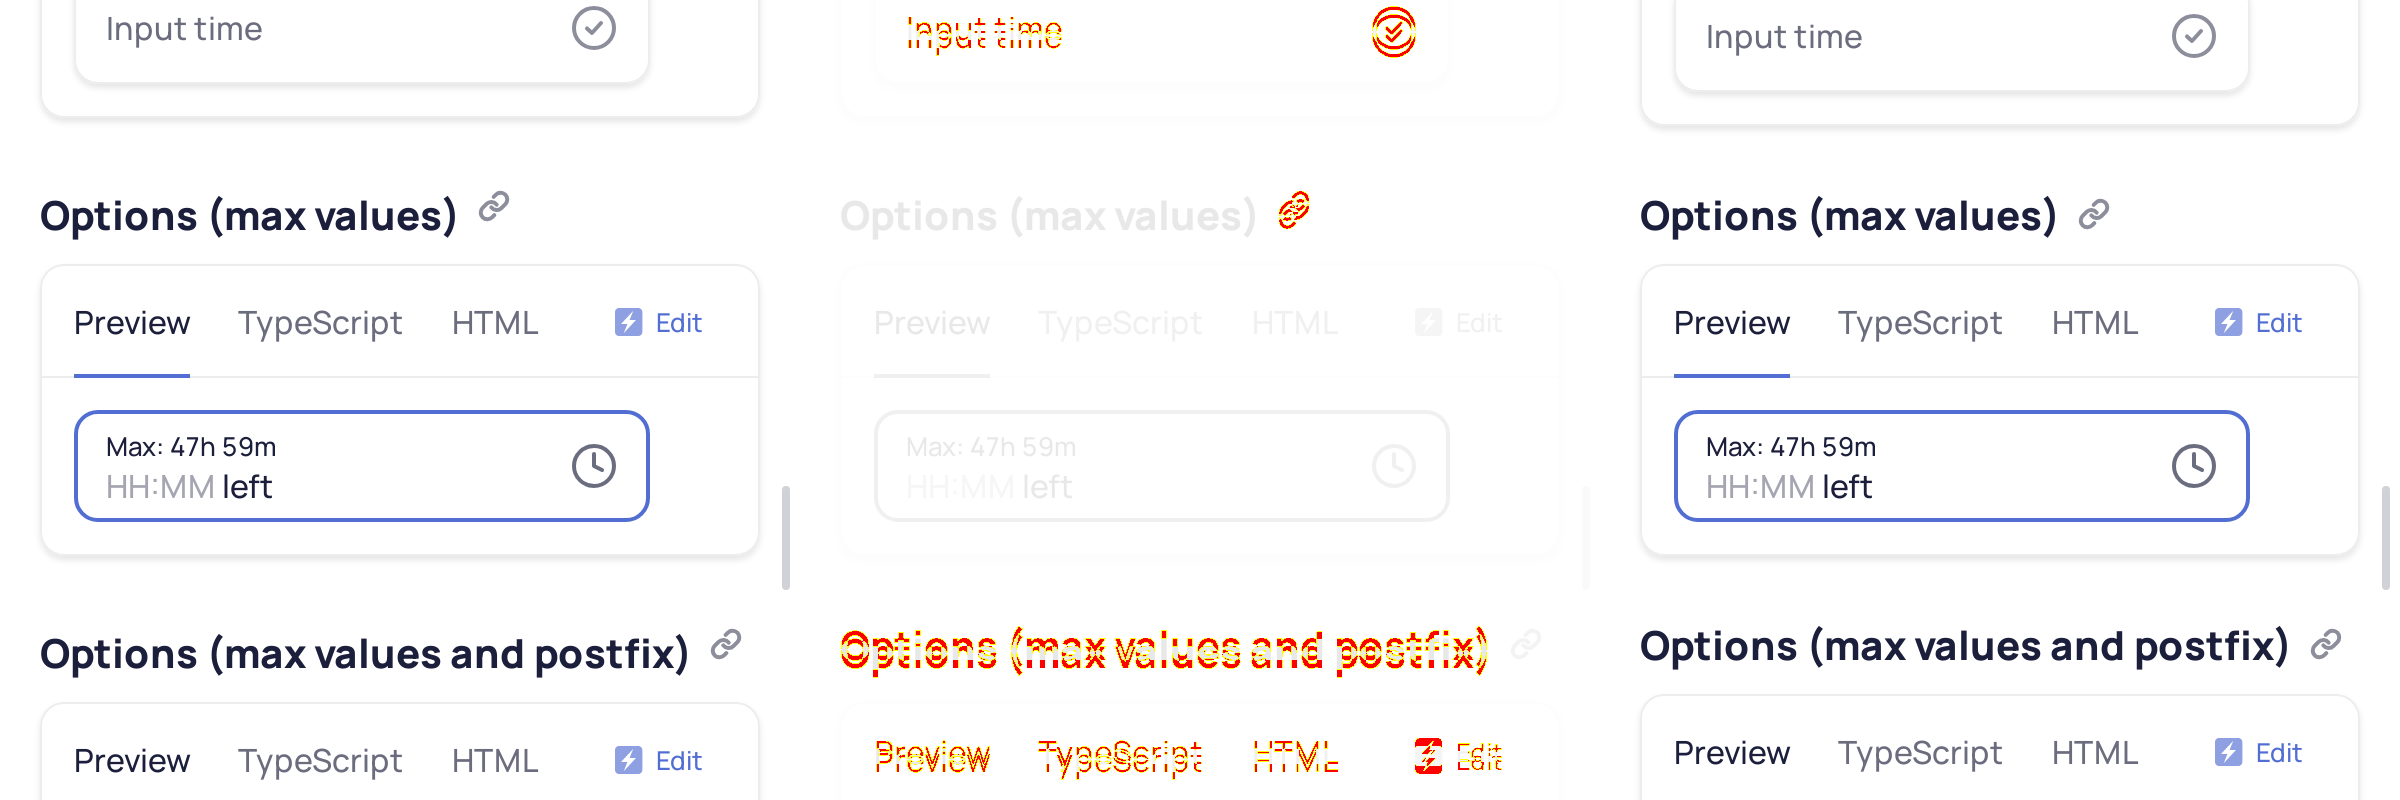 Input time
Options (max values)
Preview TypeScript HTML Edit
Max: 47h 59m
HH:MM left
Options (max values and postfix)
Preview TypeScript HTML Edit
Input time
Options (max values)
Preview TypeScript HTML Edit
Max: 47h 59m
HH:MM left
Options (max values and postfix)
Preview TypeScript HTML Edit
Input time
Options (max values)
Preview TypeScript HTML Edit
Max: 47h 59m
HH:MM left
Options (max values and postfix)
Preview TypeScript HTML Edit